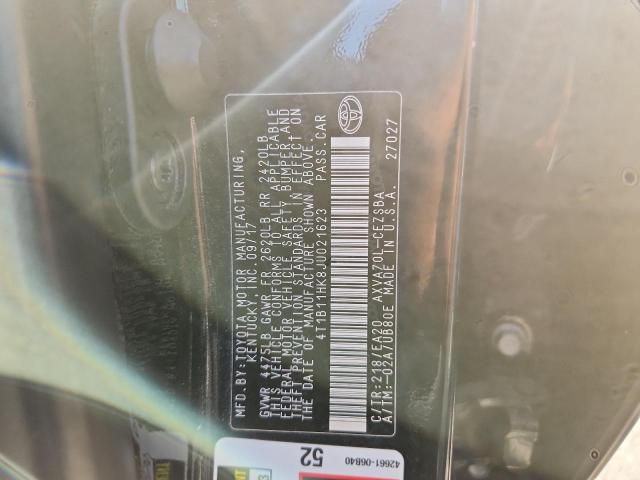 MFD.BY:TOYOTA MOTOR MANUFACTURING,
KENTUCKY, INC. 09/17
GVWR 4475LB GAWR FR 2620LB RR 2420LB
THIS VEHICLE CONFORMS TO ALL APPLICABLE
FEDERAL MOTOR VEHICLE SAFETY, BUMPER, AND
THEFT PREVENTION STANDARDS IN EFFECT ON
THE DATE OF MANUFACTURE SHOWN ABOVE.
4T1B11HK8JU021623 PASS.CAR
C/TR:218/EA20 AXVA70L-CEZSBA
A/TM:-02A/UB80E MADE IN U.S.A. 27027
42661-06B40
52